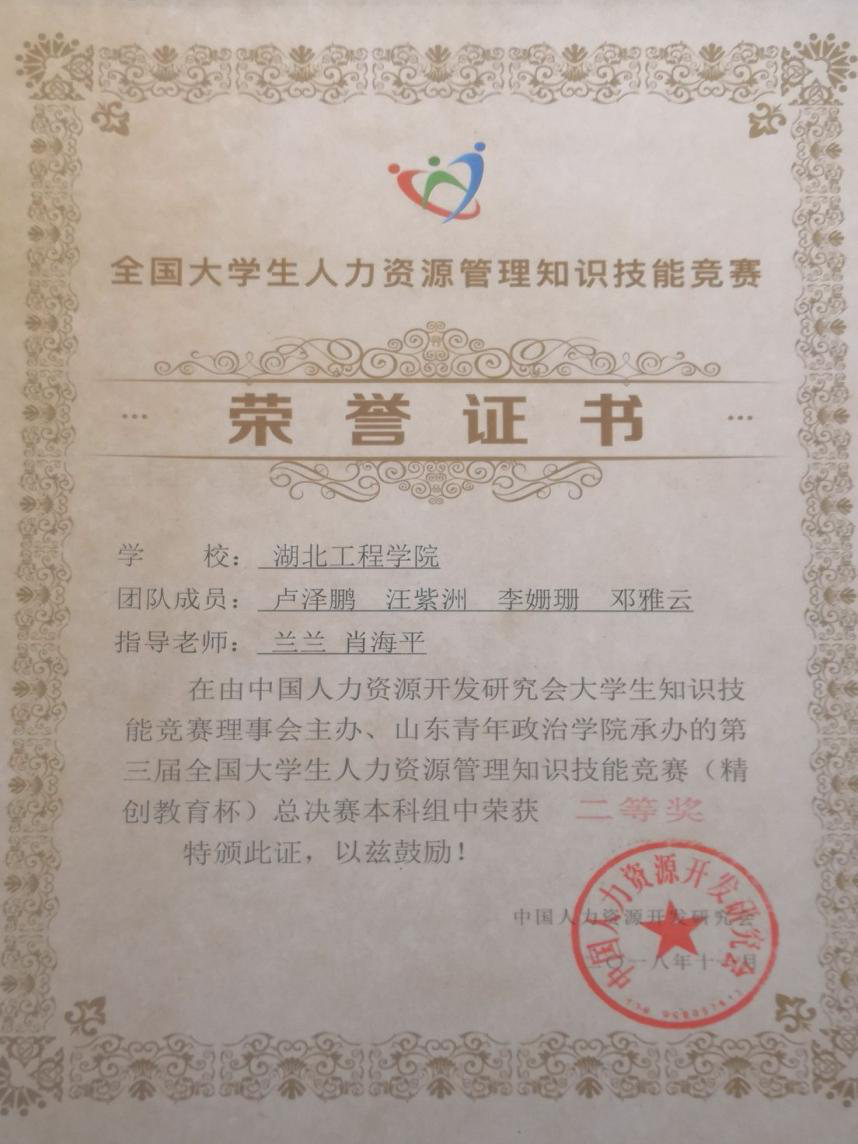 全国大学生人力资源管理知识技能竞赛
荣誉证书
学 校： 湖北工程学院
团队成员： 卢泽鹏 汪紫洲 李姗珊 邓雅云
指导老师： 兰兰 肖海平
在由中国人力资源开发研究会大学生知识技
能竞赛理事会主办、山东青年政治学院承办的第
三届全国大学生人力资源管理知识技能竞赛（精
创教育杯）总决赛本科组中荣获 二等奖
特颁此证，以兹鼓励！
中国人力资源开发研究会
二〇一八年十一月
中国人力资源开发研究会